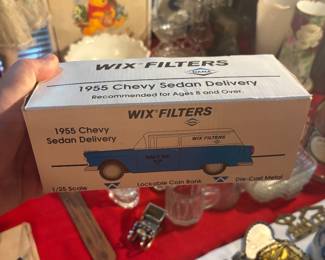 WIX FILTERS
DANA
1955 Chevy Sedan Delivery
Recommended for Ages 8 and Over.
WIX FILTERS
1955 Chevy
Sedan Delivery
WIX FILTERS
1/25 Scale
Lockable Coin Bank
Die-Cast Metal